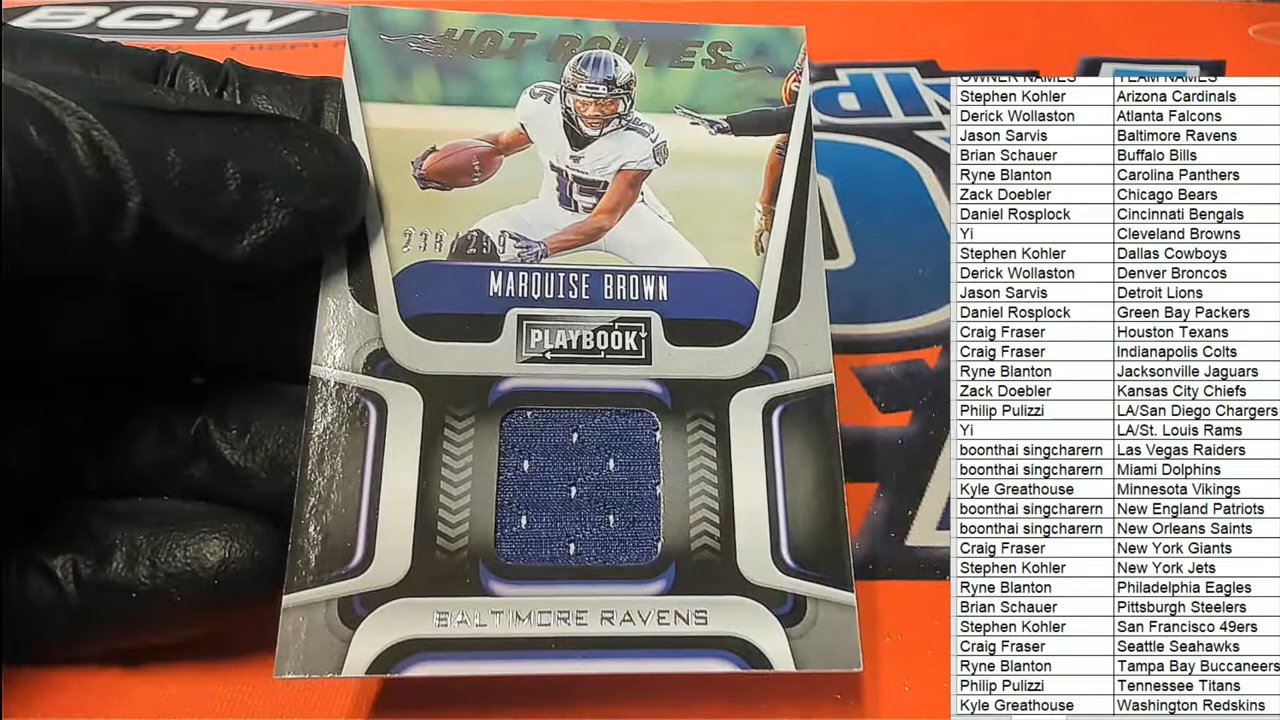 BCW
HOT ROUTES
15
15
238/299
MARQUISE BROWN
PLAYBOOK
BALTIMORE RAVENS
OWNER NAMES TEAM NAMES
Stephen Kohler Arizona Cardinals
Derick Wollaston Atlanta Falcons
Jason Sarvis Baltimore Ravens
Brian Schauer Buffalo Bills
Ryne Blanton Carolina Panthers
Zack Doebler Chicago Bears
Daniel Rosplock Cincinnati Bengals
Yi Cleveland Browns
Stephen Kohler Dallas Cowboys
Derick Wollaston Denver Broncos
Jason Sarvis Detroit Lions
Daniel Rosplock Green Bay Packers
Craig Fraser Houston Texans
Craig Fraser Indianapolis Colts
Ryne Blanton Jacksonville Jaguars
Zack Doebler Kansas City Chiefs
Philip Pulizzi LA/San Diego Chargers
Yi LA/St. Louis Rams
boonthai singcharern Las Vegas Raiders
boonthai singcharern Miami Dolphins
Kyle Greathouse Minnesota Vikings
boonthai singcharern New England Patriots
boonthai singcharern New Orleans Saints
Craig Fraser New York Giants
Stephen Kohler New York Jets
Ryne Blanton Philadelphia Eagles
Brian Schauer Pittsburgh Steelers
Stephen Kohler San Francisco 49ers
Craig Fraser Seattle Seahawks
Ryne Blanton Tampa Bay Buccaneers
Philip Pulizzi Tennessee Titans
Kyle Greathouse Washington Redskins